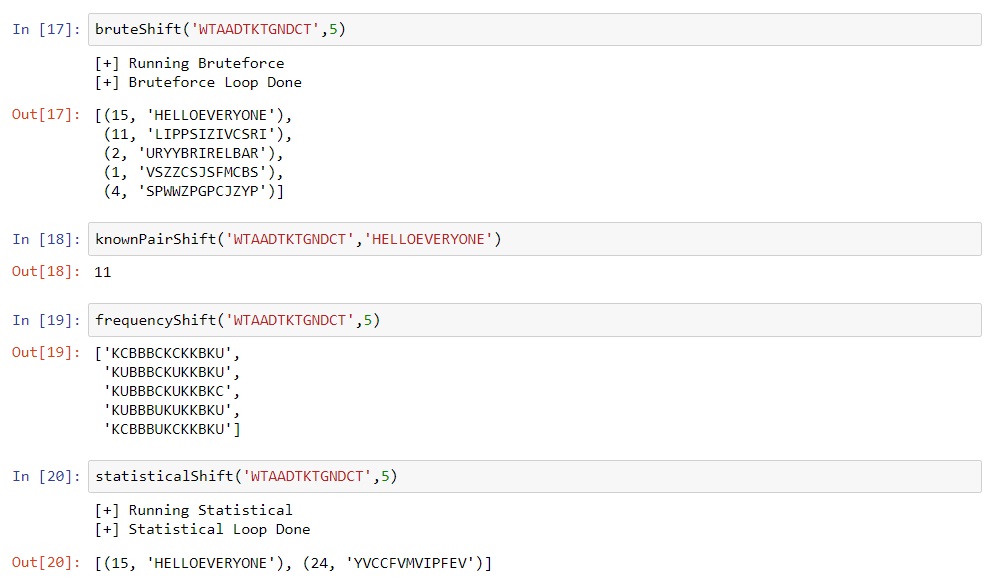 In [17]: bruteShift('WTAADTKTGNDCT',5)
[+] Running Bruteforce
[+] Bruteforce Loop Done
Out[17]: [(15, 'HELLOEVERYONE'),
(11, 'LIPPSIZIVCSRI'),
(2, 'URYYBRIRELBAR'),
(1, 'VSZZCSJSFMCBS'),
(4, 'SPWWZPGPCJZYP')]
In [18]: knownPairShift('WTAADTKTGNDCT','HELLOEVERYONE')
Out[18]: 11
In [19]: frequencyShift('WTAADTKTGNDCT',5)
Out[19]: ['KCBBBCKCKKBKU',
'KUBBBCKUKKBKU',
'KUBBBCKUKKBKC',
'KUBBBUKUKKBKU',
'KCBBBUKCKKBKU']
In [20]: statisticalShift('WTAADTKTGNDCT',5)
[+] Running Statistical
[+] Statistical Loop Done
Out[20]: [(15, 'HELLOEVERYONE'), (24, 'YVCCFVMVIPFEV')]